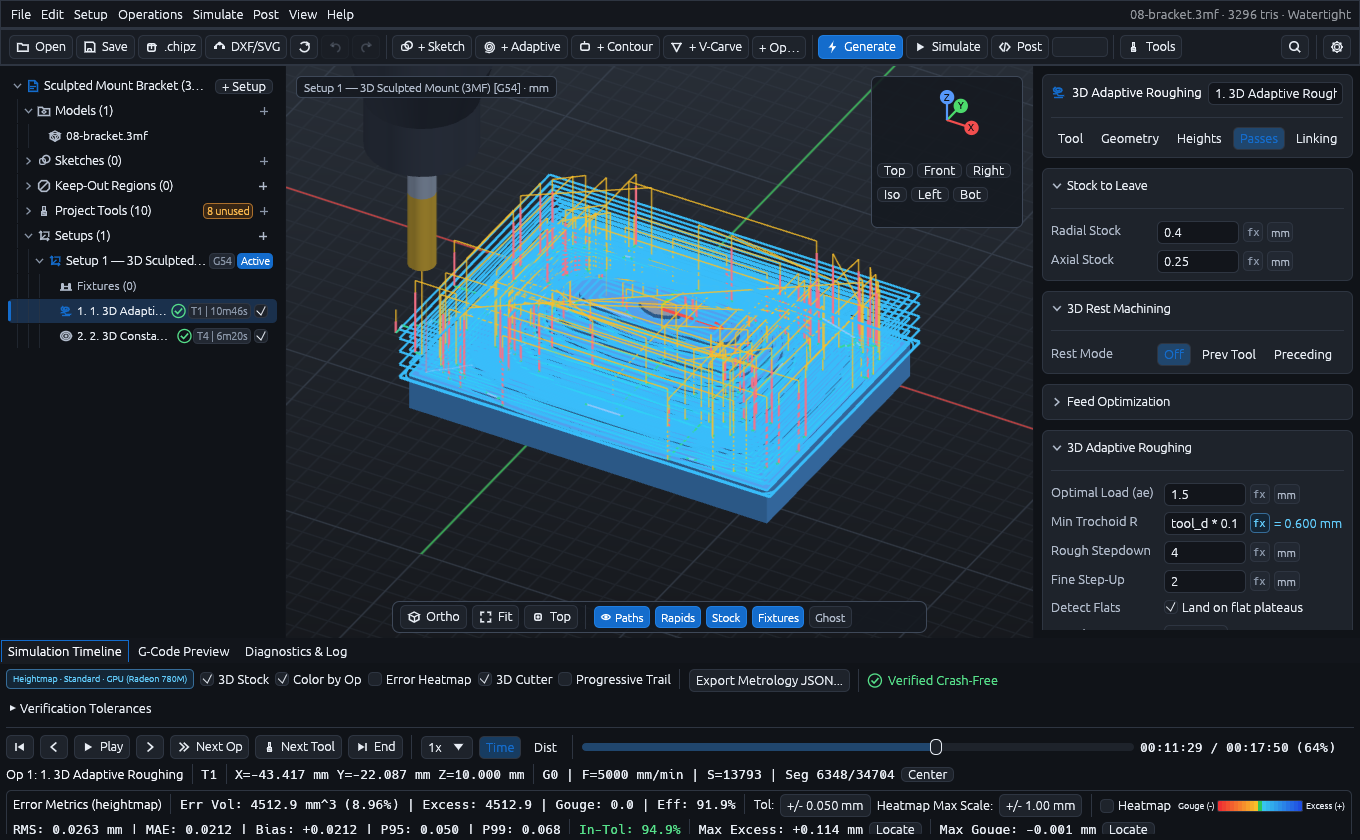 File Edit Setup Operations Simulate Post View Help
08-bracket.3mf · 3296 tris · Watertight
Open Save .chipz DXF/SVG + Sketch + Adaptive + Contour + V-Carve + Op... Generate Simulate Post Tools
Sculpted Mount Bracket (3... + Setup
Models (1) +
08-bracket.3mf
Sketches (0) +
Keep-Out Regions (0) +
Project Tools (10) 8 unused +
Setups (1) +
Setup 1 — 3D Sculpted... G54 Active
Fixtures (0)
1. 1. 3D Adapti... T1 | 10m46s
2. 2. 3D Consta... T4 | 6m20s
Setup 1 — 3D Sculpted Mount (3MF) [G54] · mm
Z
Y
X
Top Front Right
Iso Left Bot
Ortho Fit Top Paths Rapids Stock Fixtures Ghost
3D Adaptive Roughing 1. 3D Adaptive Rough
Tool Geometry Heights Passes Linking
Stock to Leave
Radial Stock 0.4 fx mm
Axial Stock 0.25 fx mm
3D Rest Machining
Rest Mode Off Prev Tool Preceding
Feed Optimization
3D Adaptive Roughing
Optimal Load (ae) 1.5 fx mm
Min Trochoid R tool_d * 0.1 fx = 0.600 mm
Rough Stepdown 4 fx mm
Fine Step-Up 2 fx mm
Detect Flats Land on flat plateaus
Simulation Timeline G-Code Preview Diagnostics & Log
Heightmap · Standard · GPU (Radeon 780M) 3D Stock Color by Op Error Heatmap 3D Cutter Progressive Trail Export Metrology JSON... Verified Crash-Free
Verification Tolerances
Play Next Op Next Tool End 1x Time Dist 00:11:29 / 00:17:50 (64%)
Op 1: 1. 3D Adaptive Roughing T1 X=-43.417 mm Y=-22.087 mm Z=10.000 mm G0 | F=5000 mm/min | S=13793 | Seg 6348/34704 Center
Error Metrics (heightmap) Err Vol: 4512.9 mm^3 (8.96%) | Excess: 4512.9 | Gouge: 0.0 | Eff: 91.9% Tol: +/- 0.050 mm Heatmap Max Scale: +/- 1.00 mm Heatmap Gouge (-) Excess (+)
RMS: 0.0263 mm | MAE: 0.0212 | Bias: +0.0212 | P95: 0.050 | P99: 0.068 In-Tol: 94.9% Max Excess: +0.114 mm Locate Max Gouge: -0.001 mm Locate